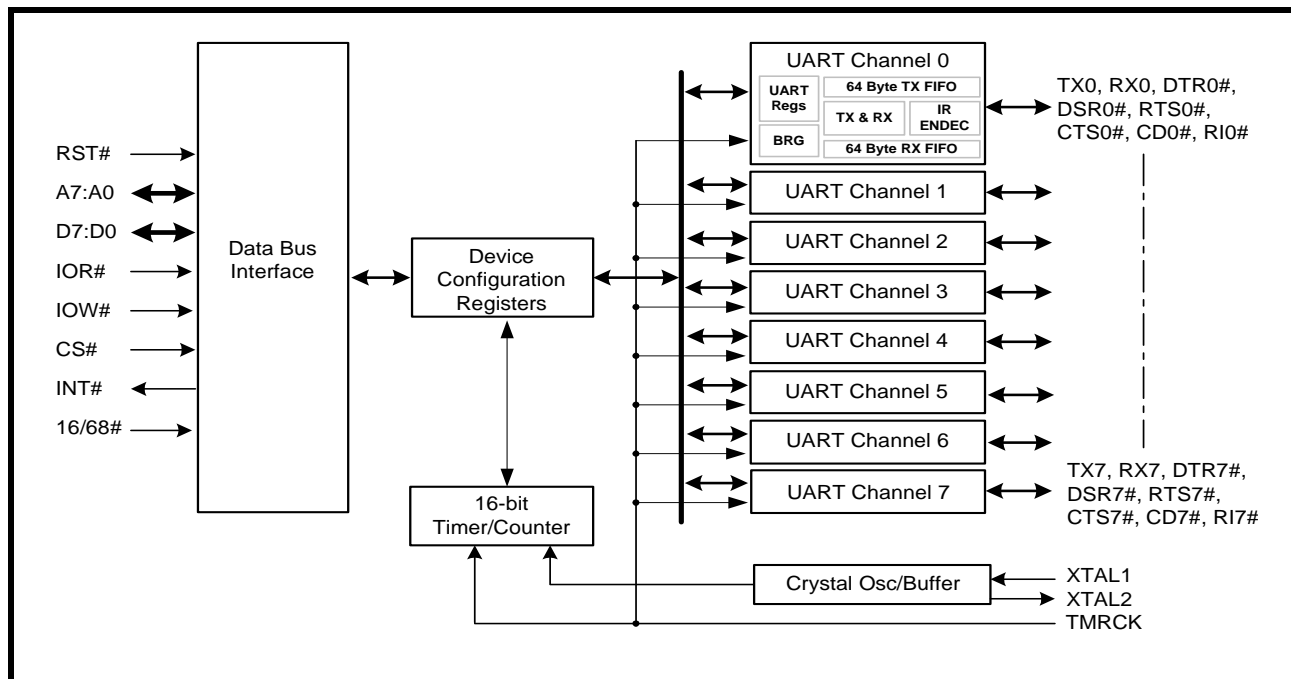 RST#
A7:A0
D7:D0
IOR#
IOW#
CS#
INT#
16/68#
Data Bus
Interface
Device
Configuration
Registers
16-bit
Timer/Counter
UART Channel 0
UART
Regs
64 Byte TX FIFO
TX & RX
IR
ENDEC
BRG
64 Byte RX FIFO
UART Channel 1
UART Channel 2
UART Channel 3
UART Channel 4
UART Channel 5
UART Channel 6
UART Channel 7
Crystal Osc/Buffer
TX0, RX0, DTR0#,
DSR0#, RTS0#,
CTS0#, CD0#, RI0#
TX7, RX7, DTR7#,
DSR7#, RTS7#,
CTS7#, CD7#, RI7#
XTAL1
XTAL2
TMRCK